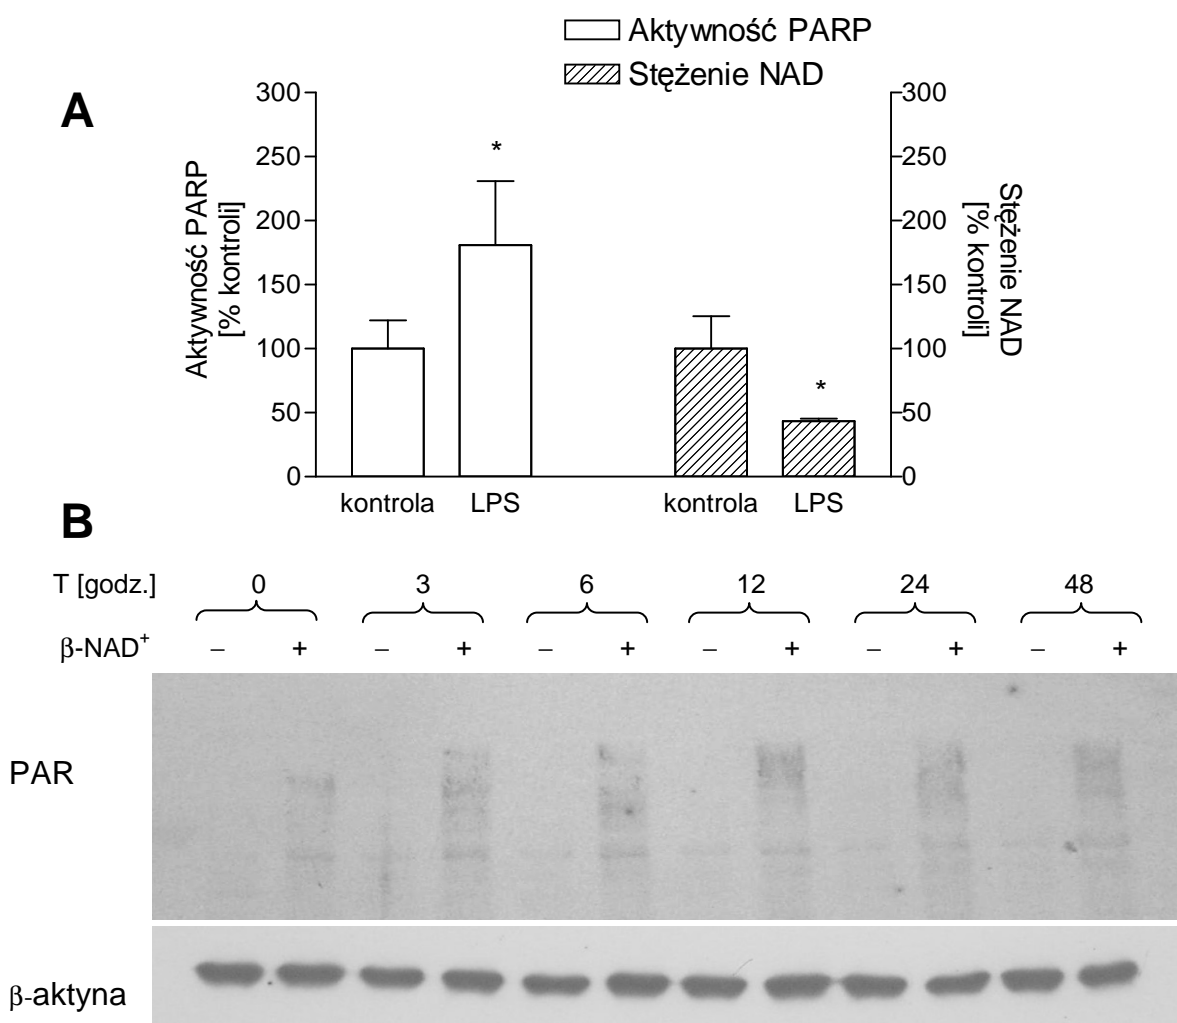 Aktywność PARP
Stężenie NAD
A
300
250
200
150
100
50
0
Aktywność PARP
[% kontroli]
*
*
300
250
200
150
100
50
0
Stężenie NAD
[% kontroli]
kontrola LPS kontrola LPS
B
T [godz.] 0 3 6 12 24 48
β-NAD⁺ – + – + – + – + – + – +
PAR
β-aktyna